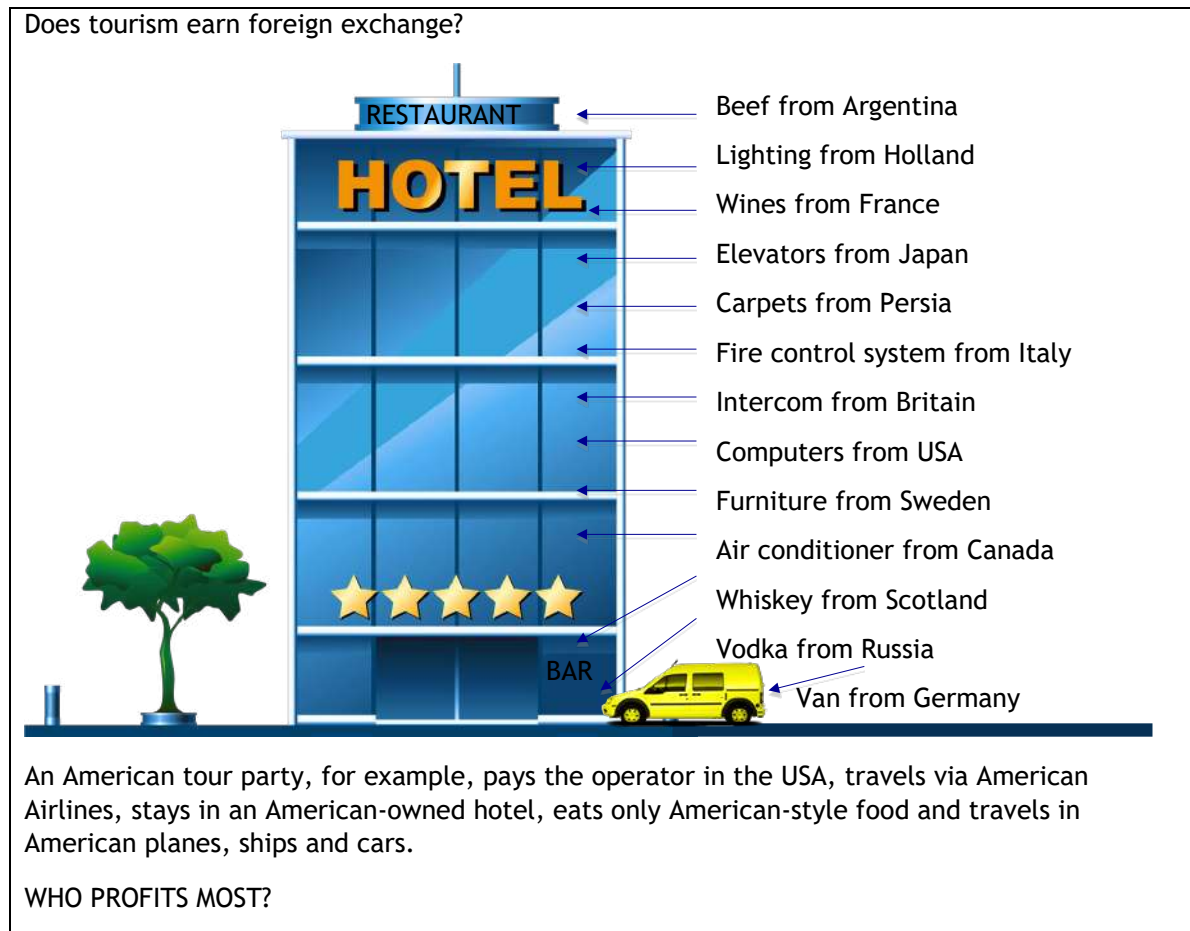 Does tourism earn foreign exchange?
RESTAURANT
HOTEL
Beef from Argentina
Lighting from Holland
Wines from France
Elevators from Japan
Carpets from Persia
Fire control system from Italy
Intercom from Britain
Computers from USA
Furniture from Sweden
Air conditioner from Canada
Whiskey from Scotland
Vodka from Russia
BAR
Van from Germany
An American tour party, for example, pays the operator in the USA, travels via American
Airlines, stays in an American-owned hotel, eats only American-style food and travels in
American planes, ships and cars.
WHO PROFITS MOST?